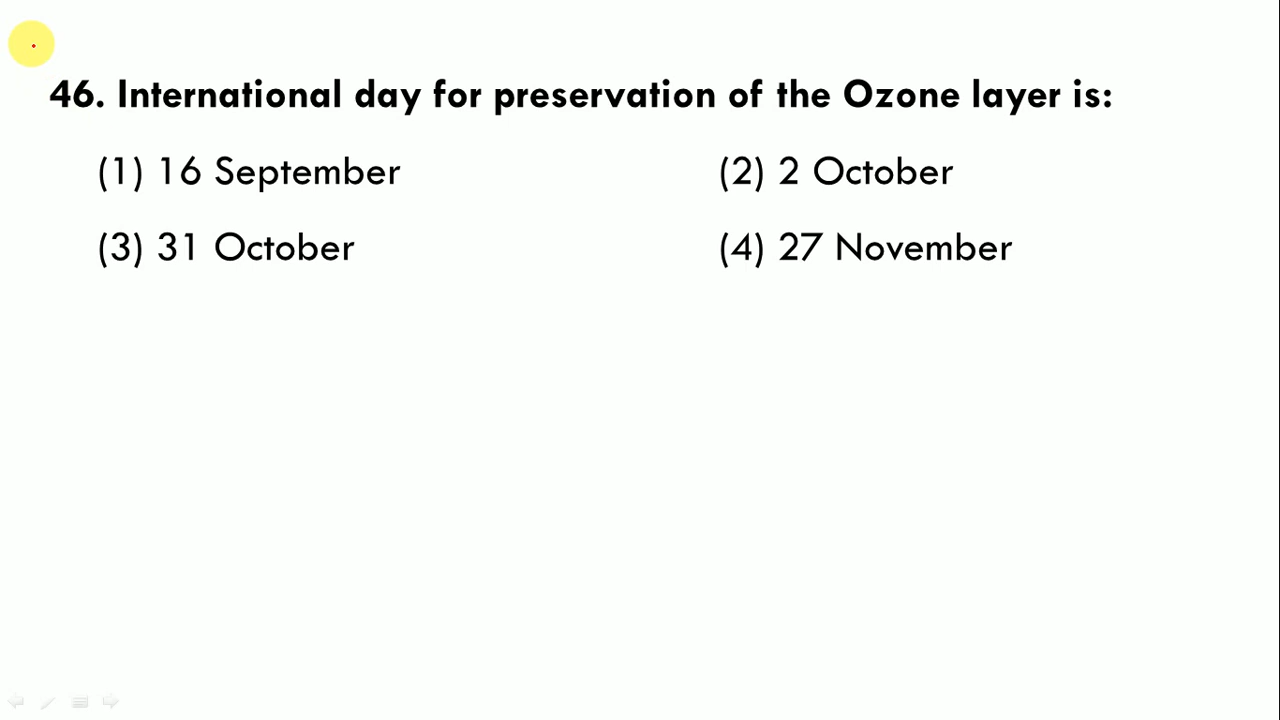 46. International day for preservation of the Ozone layer is:
(1) 16 September (2) 2 October
(3) 31 October (4) 27 November